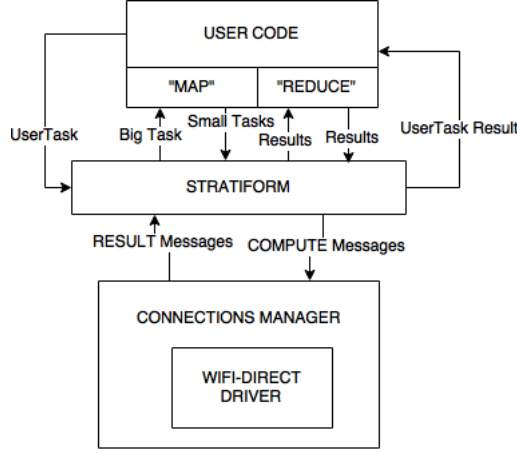 USER CODE
"MAP"
"REDUCE"
UserTask
Big Task
Small Tasks
Results
Results
UserTask Result
STRATIFORM
RESULT Messages
COMPUTE Messages
CONNECTIONS MANAGER
WIFI-DIRECT
DRIVER